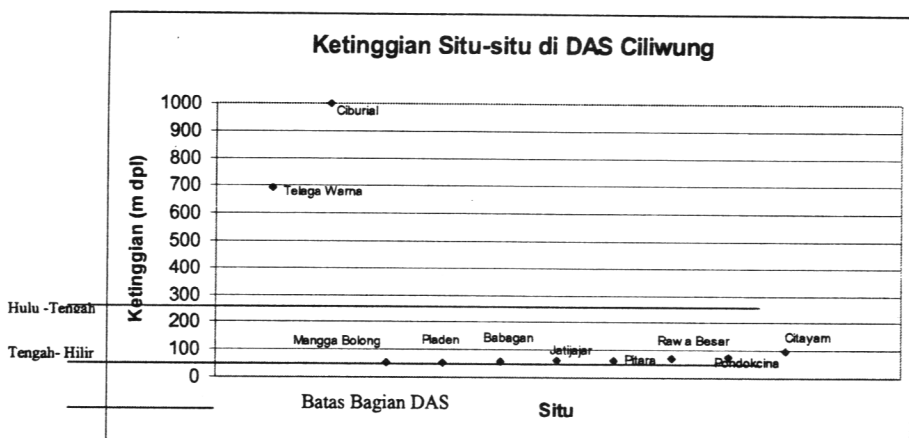 Ketinggian Situ-situ di DAS Ciliwung
Ketinggian (m dpl)
1000
900
800
700
600
500
400
300
200
100
0
Ciburial
Telaga Warna
Hulu -Tengah
Tengah- Hilir
Mangga Bolong
Pladen
Babagan
Jatijajar
Pitara
Rawa Besar
Pondokcina
Citayam
Batas Bagian DAS
Situ